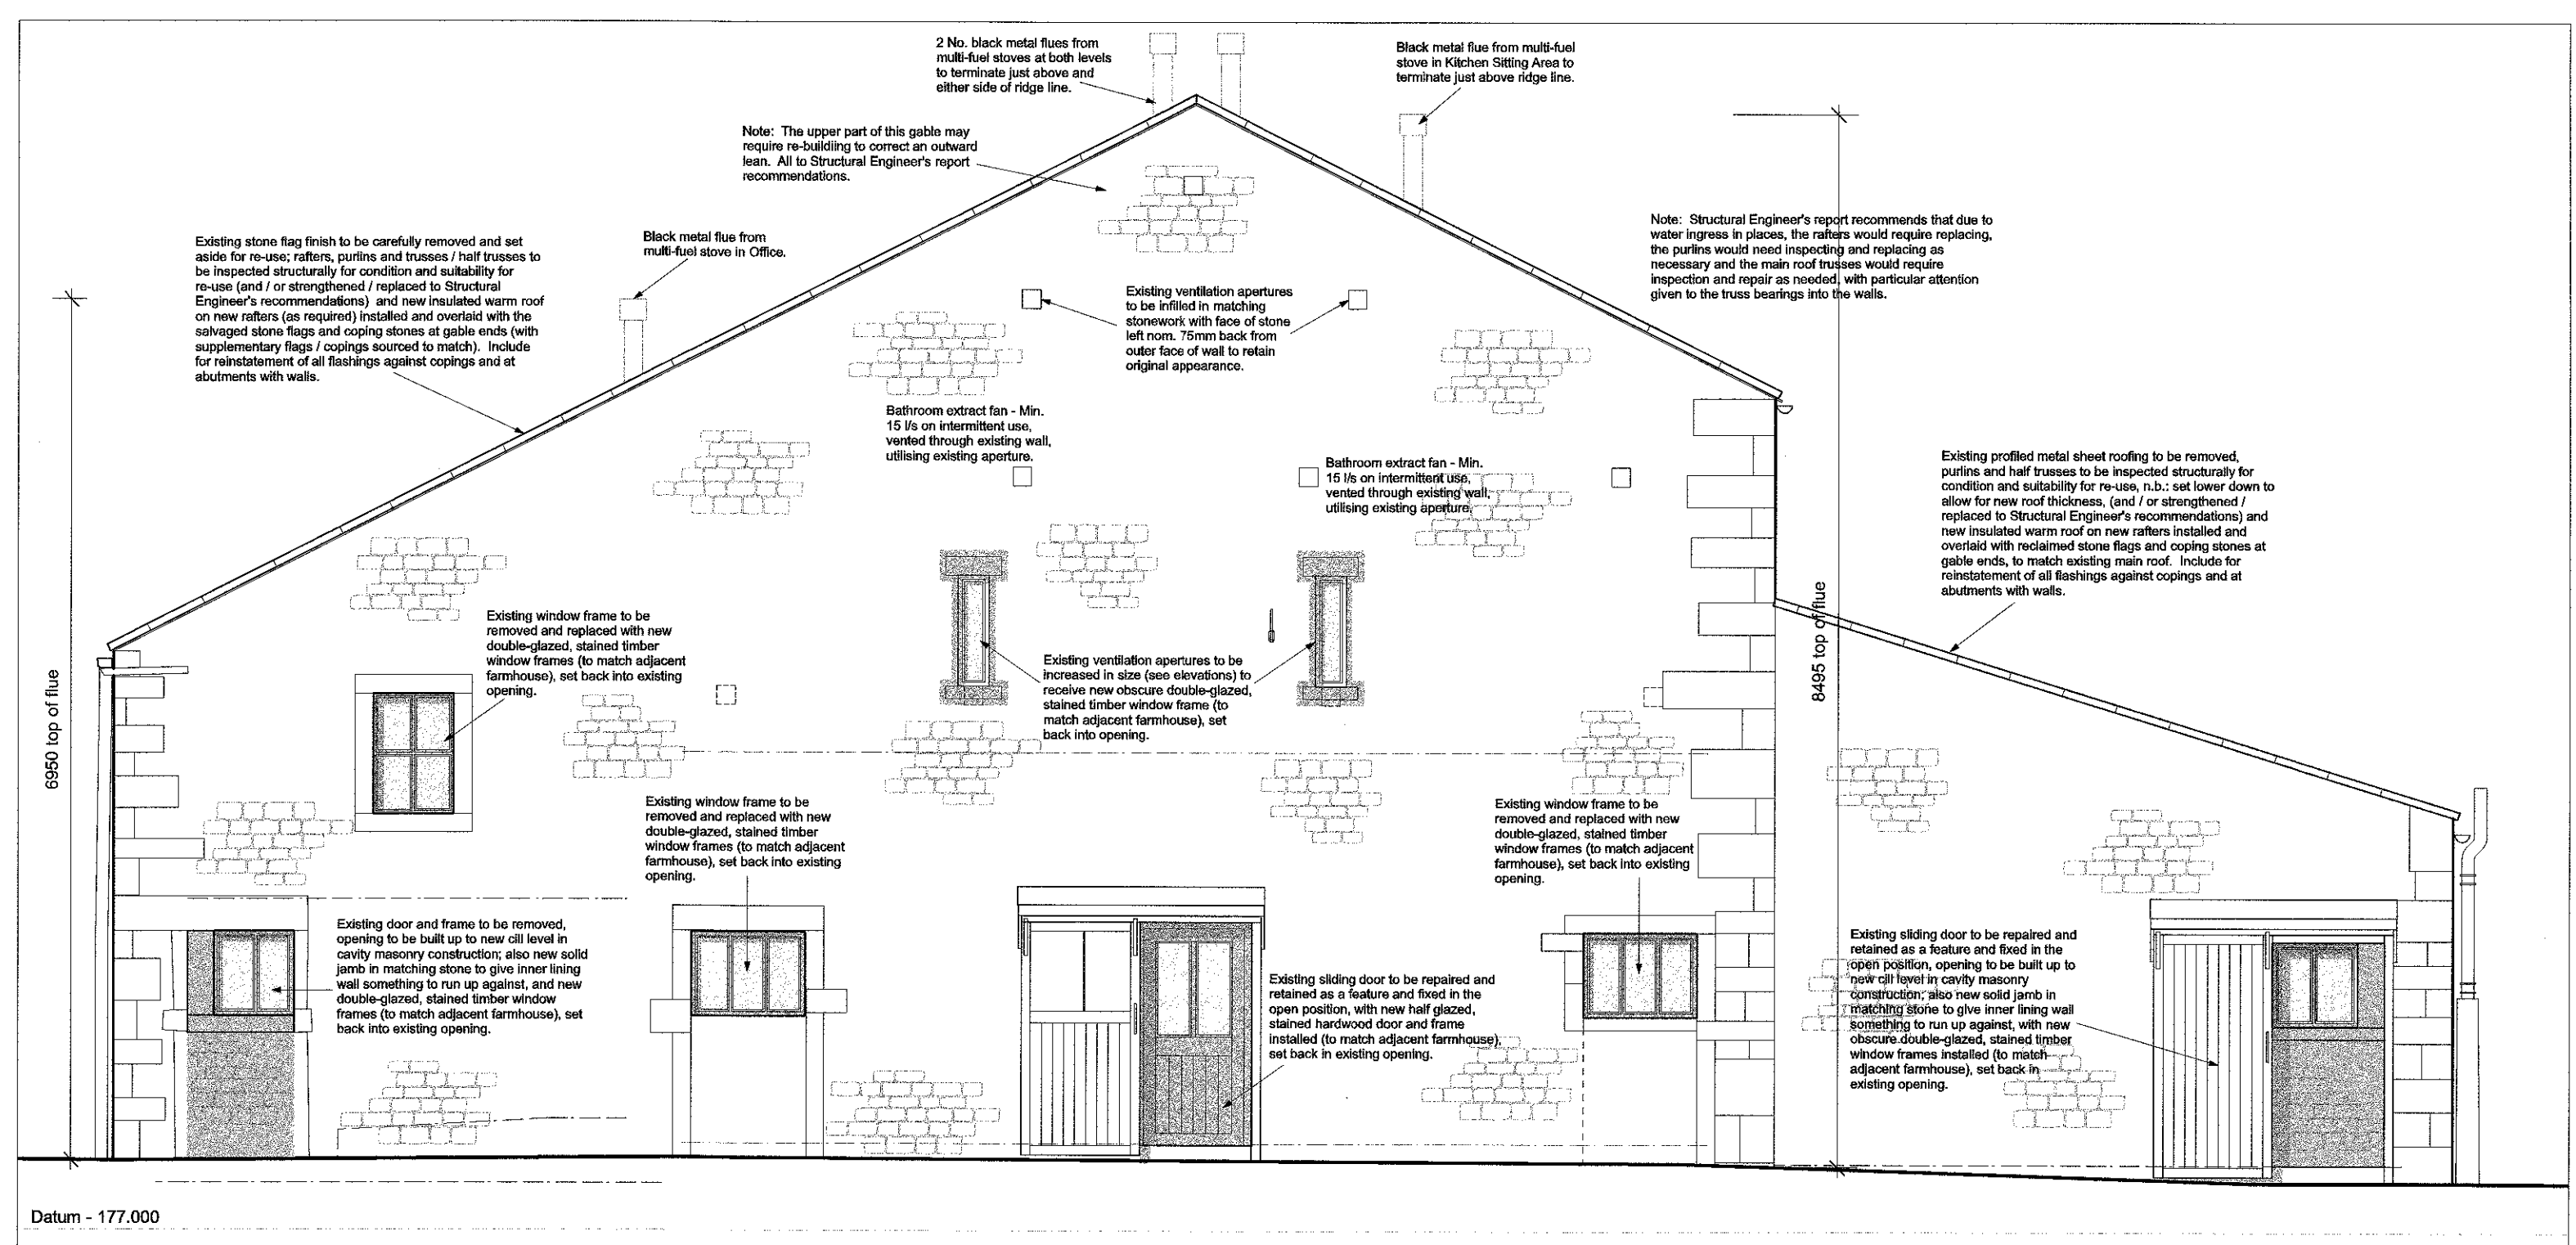 2 No. black metal flues from
multi-fuel stoves at both levels
to terminate just above and
either side of ridge line.
Black metal flue from multi-fuel
stove in Kitchen Sitting Area to
terminate just above ridge line.
Note: The upper part of this gable may
require re-buildiing to correct an outward
lean. All to Structural Engineer's report
recommendations.
Note: Structural Engineer's report recommends that due to
water ingress in places, the rafters would require replacing,
the purlins would need inspecting and replacing as
necessary and the main roof trusses would require
inspection and repair as needed, with particular attention
given to the truss bearings into the walls.
Existing stone flag finish to be carefully removed and set
aside for re-use; rafters, purlins and trusses / half trusses to
be inspected structurally for condition and suitability for
re-use (and / or strengthened / replaced to Structural
Engineer's recommendations) and new insulated warm roof
on new rafters (as required) installed and overlaid with the
salvaged stone flags and coping stones at gable ends (with
supplementary flags / copings sourced to match). Include
for reinstatement of all flashings against copings and at
abutments with walls.
Black metal flue from
multi-fuel stove in Office.
Existing ventilation apertures
to be infilled in matching
stonework with face of stone
left nom. 75mm back from
outer face of wall to retain
original appearance.
Bathroom extract fan - Min.
15 l/s on intermittent use,
vented through existing wall,
utilising existing aperture.
Bathroom extract fan - Min.
15 l/s on intermittent use,
vented through existing wall,
utilising existing aperture.
Existing profiled metal sheet roofing to be removed,
purlins and half trusses to be inspected structurally for
condition and suitability for re-use, n.b.: set lower down to
allow for new roof thickness, (and / or strengthened /
replaced to Structural Engineer's recommendations) and
new insulated warm roof on new rafters installed and
overlaid with reclaimed stone flags and coping stones at
gable ends, to match existing main roof. Include for
reinstatement of all flashings against copings and at
abutments with walls.
Existing window frame to be
removed and replaced with new
double-glazed, stained timber
window frames (to match adjacent
farmhouse), set back into existing
opening.
Existing ventilation apertures to be
increased in size (see elevations) to
receive new obscure double-glazed,
stained timber window frame (to
match adjacent farmhouse), set
back into opening.
6950 top of flue
8495 top of flue
Existing window frame to be
removed and replaced with new
double-glazed, stained timber
window frames (to match adjacent
farmhouse), set back into existing
opening.
Existing window frame to be
removed and replaced with new
double-glazed, stained timber
window frames (to match adjacent
farmhouse), set back into existing
opening.
Existing door and frame to be removed,
opening to be built up to new cill level in
cavity masonry construction; also new solid
jamb in matching stone to give inner lining
wall something to run up against, and new
double-glazed, stained timber window
frames (to match adjacent farmhouse), set
back into existing opening.
Existing sliding door to be repaired and
retained as a feature and fixed in the
open position, with new half glazed,
stained hardwood door and frame
installed (to match adjacent farmhouse),
set back in existing opening.
Existing sliding door to be repaired and
retained as a feature and fixed in the
open position, opening to be built up to
new cill level in cavity masonry
construction; also new solid jamb in
matching stone to give inner lining wall
something to run up against, with new
obscure double-glazed, stained timber
window frames installed (to match
adjacent farmhouse), set back in
existing opening.
Datum - 177.000